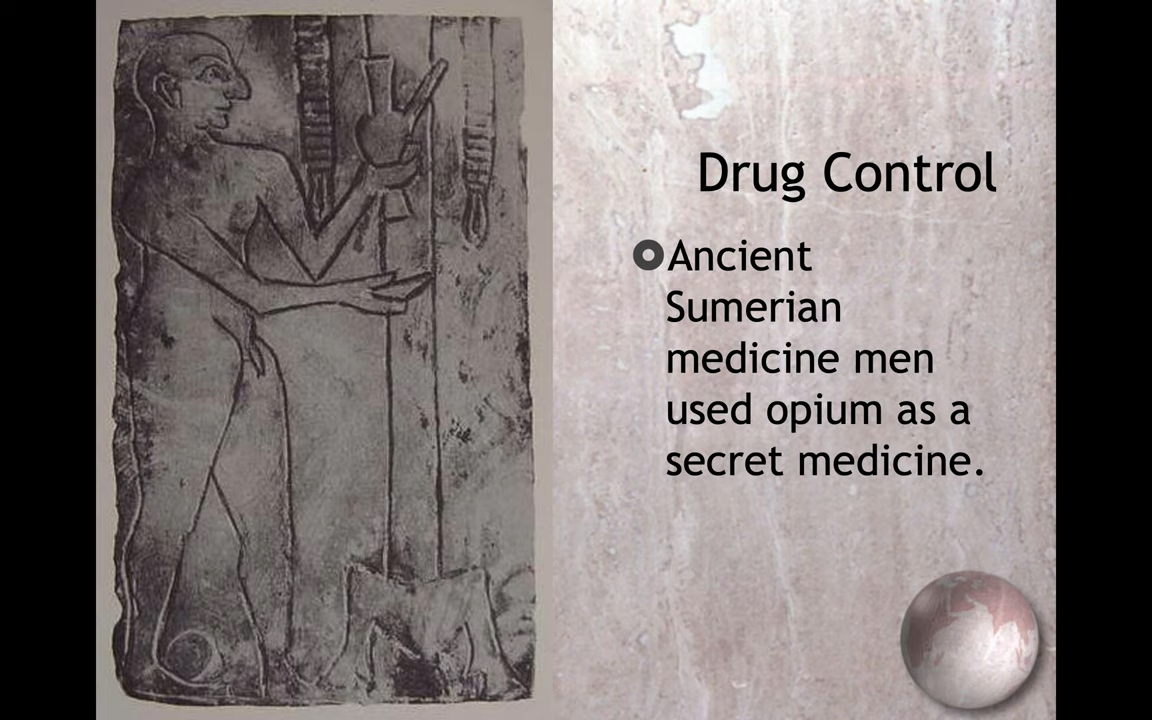 Drug Control
Ancient
Sumerian
medicine men
used opium as a
secret medicine.